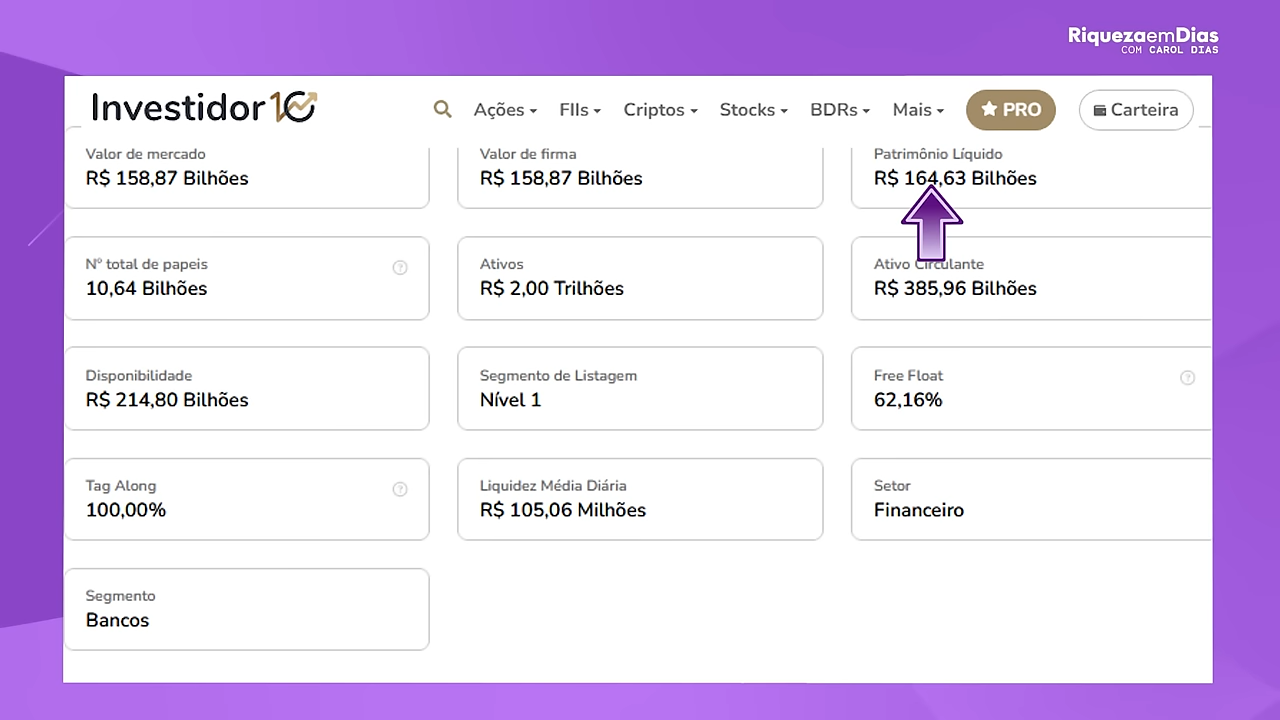 RiquezaemDias
COM CAROL DIAS
Investidor10
Ações
FIIs
Criptos
Stocks
BDRs
Mais
PRO
Carteira
Valor de mercado
R$ 158,87 Bilhões
Valor de firma
R$ 158,87 Bilhões
Patrimônio Líquido
R$ 164,63 Bilhões
Nº total de papeis
10,64 Bilhões
Ativos
R$ 2,00 Trilhões
Ativo Circulante
R$ 385,96 Bilhões
Disponibilidade
R$ 214,80 Bilhões
Segmento de Listagem
Nível 1
Free Float
62,16%
Tag Along
100,00%
Liquidez Média Diária
R$ 105,06 Milhões
Setor
Financeiro
Segmento
Bancos